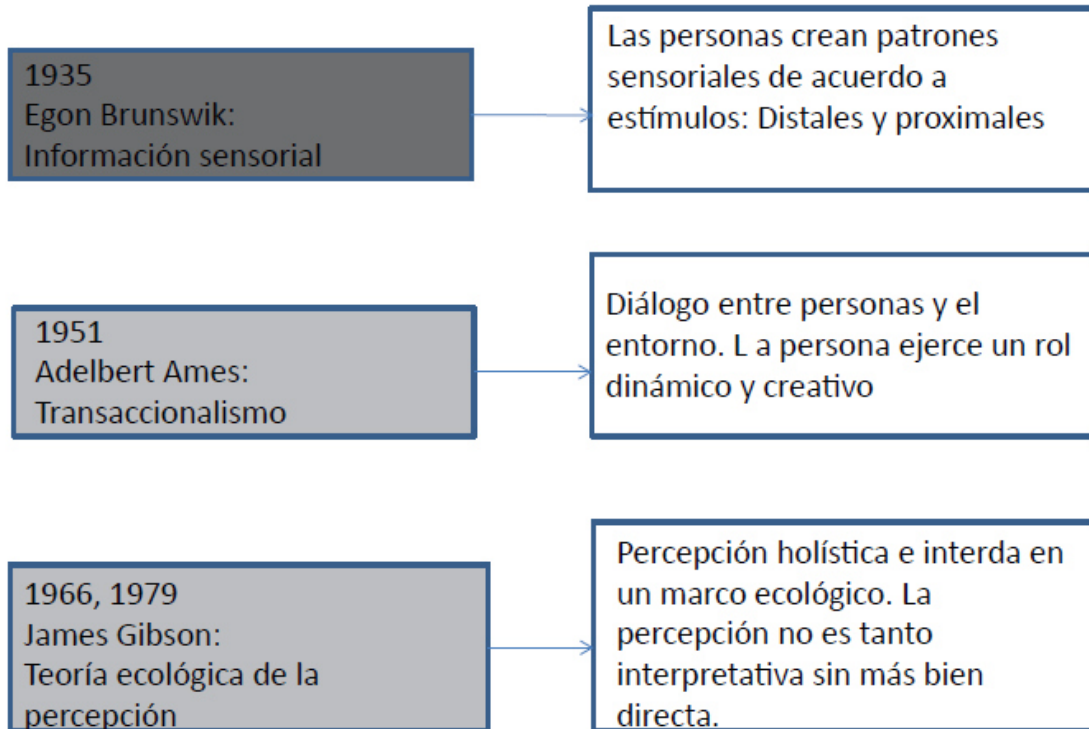 1935
Egon Brunswik:
Información sensorial
Las personas crean patrones
sensoriales de acuerdo a
estímulos: Distales y proximales
1951
Adelbert Ames:
Transaccionalismo
Diálogo entre personas y el
entorno. L a persona ejerce un rol
dinámico y creativo
1966, 1979
James Gibson:
Teoría ecológica de la
percepción
Percepción holística e interda en
un marco ecológico. La
percepción no es tanto
interpretativa sin más bien
directa.